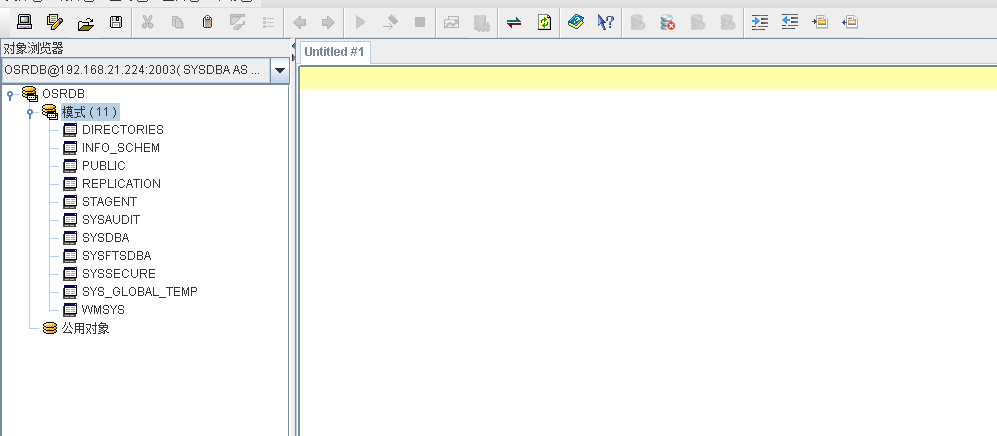 对象浏览器
Untitled #1
OSRDB@192.168.21.224:2003( SYSDBA AS ...
OSRDB
模式 ( 11 )
DIRECTORIES
INFO_SCHEM
PUBLIC
REPLICATION
STAGENT
SYSAUDIT
SYSDBA
SYSFTSDBA
SYSSECURE
SYS_GLOBAL_TEMP
WMSYS
公用对象